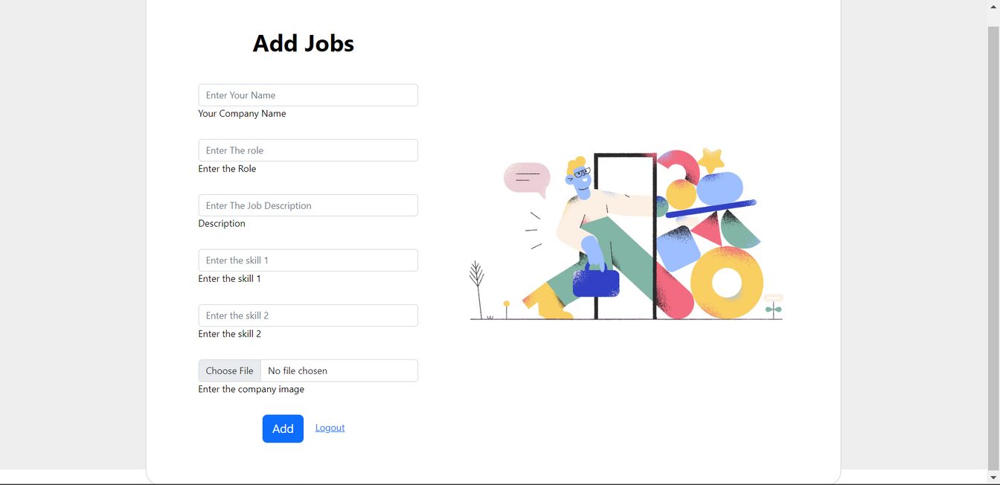 Add Jobs
Enter Your Name
Your Company Name
Enter The role
Enter the Role
Enter The Job Description
Description
Enter the skill 1
Enter the skill 1
Enter the skill 2
Enter the skill 2
Choose File No file chosen
Enter the company image
Add Logout